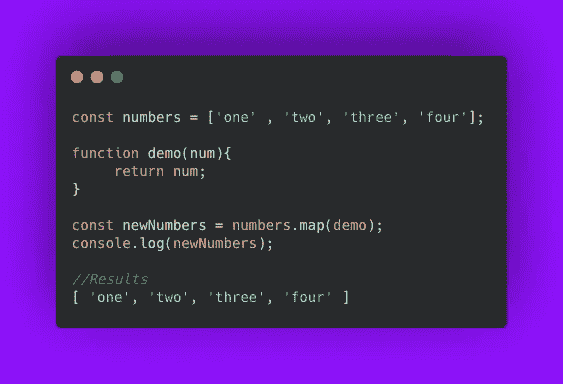 const numbers = ['one' , 'two', 'three', 'four'];
function demo(num){
return num;
}
const newNumbers = numbers.map(demo);
console.log(newNumbers);
//Results
[ 'one', 'two', 'three', 'four' ]